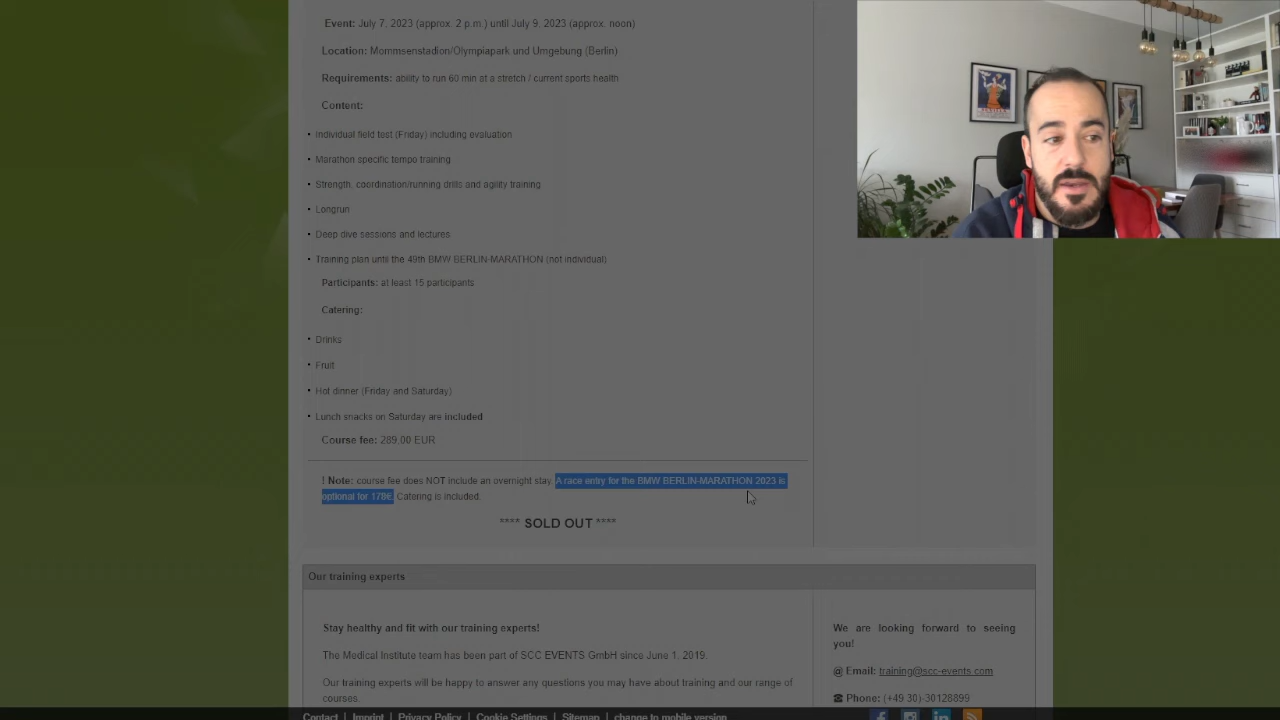 Event: July 7, 2023 (approx. 2 p.m.) until July 9, 2023 (approx. noon)
Location: Mommsenstadion/Olympiapark und Umgebung (Berlin)
Requirements: ability to run 60 min at a stretch / current sports health
Content:
• Individual field test (Friday) including evaluation
• Marathon specific tempo training
• Strength, coordination/running drills and agility training
• Longrun
• Deep dive sessions and lectures
• Training plan until the 49th BMW BERLIN-MARATHON (not individual)
Participants: at least 15 participants
Catering:
• Drinks
• Fruit
• Hot dinner (Friday and Saturday)
• Lunch snacks on Saturday are included
Course fee: 289.00 EUR
! Note: course fee does NOT include an overnight stay. A race entry for the BMW BERLIN-MARATHON 2023 is
optional for 178€. Catering is included.
**** SOLD OUT ****
Our training experts
Stay healthy and fit with our training experts!
The Medical Institute team has been part of SCC EVENTS GmbH since June 1, 2019.
Our training experts will be happy to answer any questions you may have about training and our range of
courses.
We are looking forward to seeing
you!
@ Email: training@scc-events.com
☎ Phone: (+49 30)-30128899
Contact | Imprint | Privacy Policy | Cookie Settings | Sitemap | change to mobile version